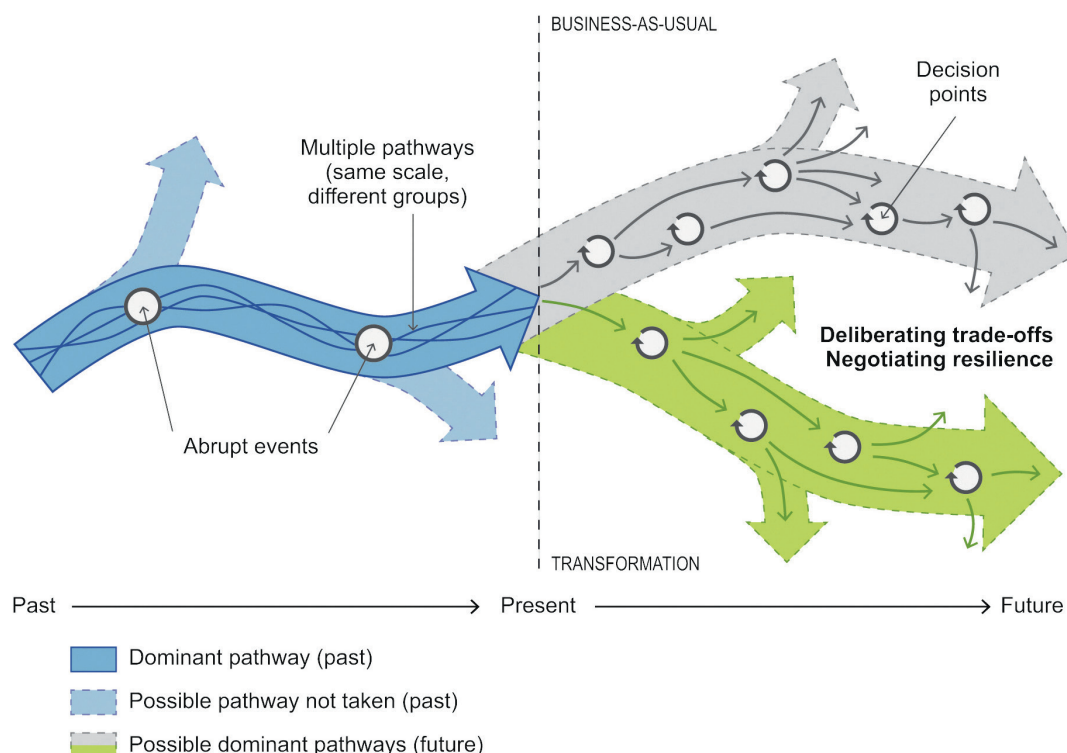 BUSINESS-AS-USUAL
Decision
points
Multiple pathways
(same scale,
different groups)
Deliberating trade-offs
Negotiating resilience
Abrupt events
TRANSFORMATION
Past
Present
Future
Dominant pathway (past)
Possible pathway not taken (past)
Possible dominant pathways (future)